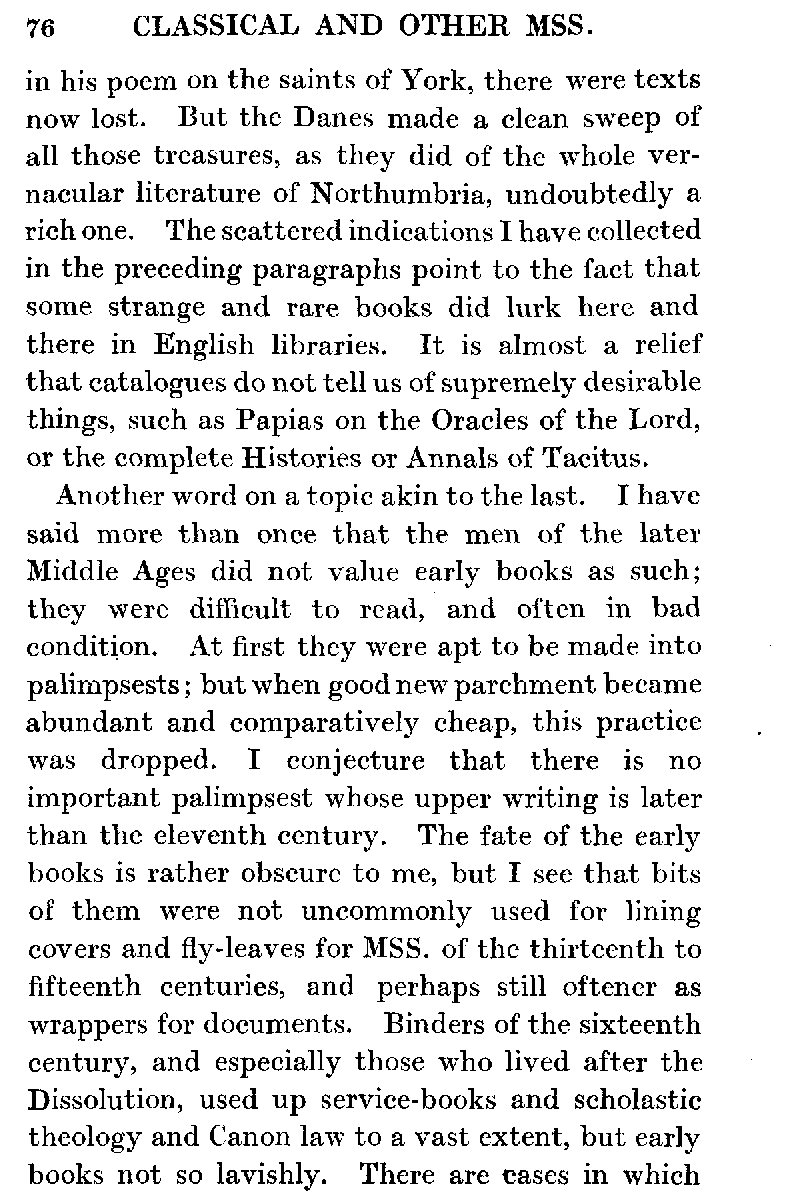 76 CLASSICAL AND OTHER MSS.
in his poem on the saints of York, there were texts
now lost. But the Danes made a clean sweep of
all those treasures, as they did of the whole ver-
nacular literature of Northumbria, undoubtedly a
rich one. The scattered indications I have collected
in the preceding paragraphs point to the fact that
some strange and rare books did lurk here and
there in English libraries. It is almost a relief
that catalogues do not tell us of supremely desirable
things, such as Papias on the Oracles of the Lord,
or the complete Histories or Annals of Tacitus.
Another word on a topic akin to the last. I have
said more than once that the men of the later
Middle Ages did not value early books as such;
they were difficult to read, and often in bad
condition. At first they were apt to be made into
palimpsests; but when good new parchment became
abundant and comparatively cheap, this practice
was dropped. I conjecture that there is no
important palimpsest whose upper writing is later
than the eleventh century. The fate of the early
books is rather obscure to me, but I see that bits
of them were not uncommonly used for lining
covers and fly-leaves for MSS. of the thirteenth to
fifteenth centuries, and perhaps still oftener as
wrappers for documents. Binders of the sixteenth
century, and especially those who lived after the
Dissolution, used up service-books and scholastic
theology and Canon law to a vast extent, but early
books not so lavishly. There are cases in which